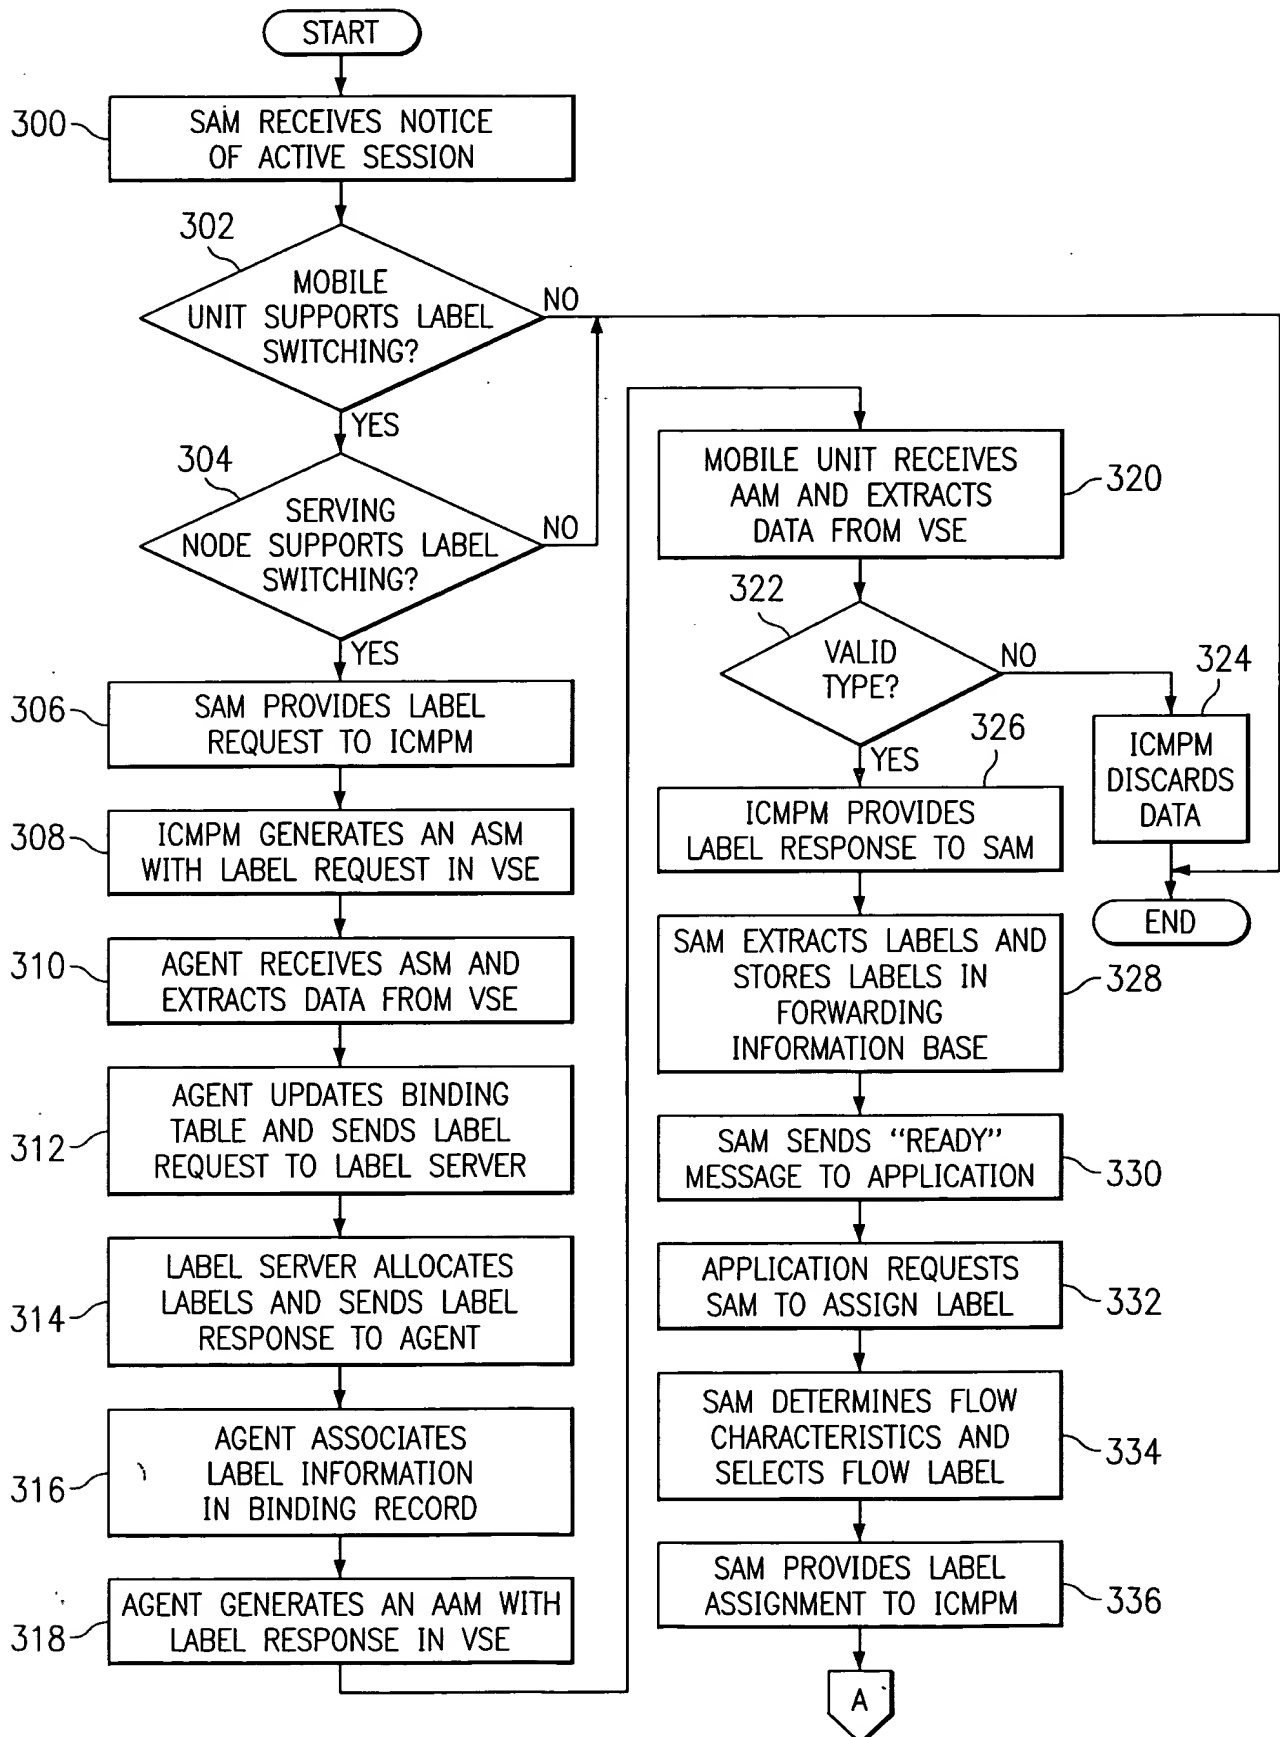 START
300
SAM RECEIVES NOTICE
OF ACTIVE SESSION
302
MOBILE
UNIT SUPPORTS LABEL
SWITCHING?
NO
YES
304
SERVING
NODE SUPPORTS LABEL
SWITCHING?
NO
YES
306
SAM PROVIDES LABEL
REQUEST TO ICMPM
308
ICMPM GENERATES AN ASM
WITH LABEL REQUEST IN VSE
310
AGENT RECEIVES ASM AND
EXTRACTS DATA FROM VSE
312
AGENT UPDATES BINDING
TABLE AND SENDS LABEL
REQUEST TO LABEL SERVER
314
LABEL SERVER ALLOCATES
LABELS AND SENDS LABEL
RESPONSE TO AGENT
316
AGENT ASSOCIATES
LABEL INFORMATION
IN BINDING RECORD
318
AGENT GENERATES AN AAM WITH
LABEL RESPONSE IN VSE
MOBILE UNIT RECEIVES
AAM AND EXTRACTS
DATA FROM VSE
320
322
VALID
TYPE?
NO
YES
324
ICMPM
DISCARDS
DATA
END
326
ICMPM PROVIDES
LABEL RESPONSE TO SAM
SAM EXTRACTS LABELS AND
STORES LABELS IN
FORWARDING
INFORMATION BASE
328
SAM SENDS “READY”
MESSAGE TO APPLICATION
330
APPLICATION REQUESTS
SAM TO ASSIGN LABEL
332
SAM DETERMINES FLOW
CHARACTERISTICS AND
SELECTS FLOW LABEL
334
SAM PROVIDES LABEL
ASSIGNMENT TO ICMPM
336
A